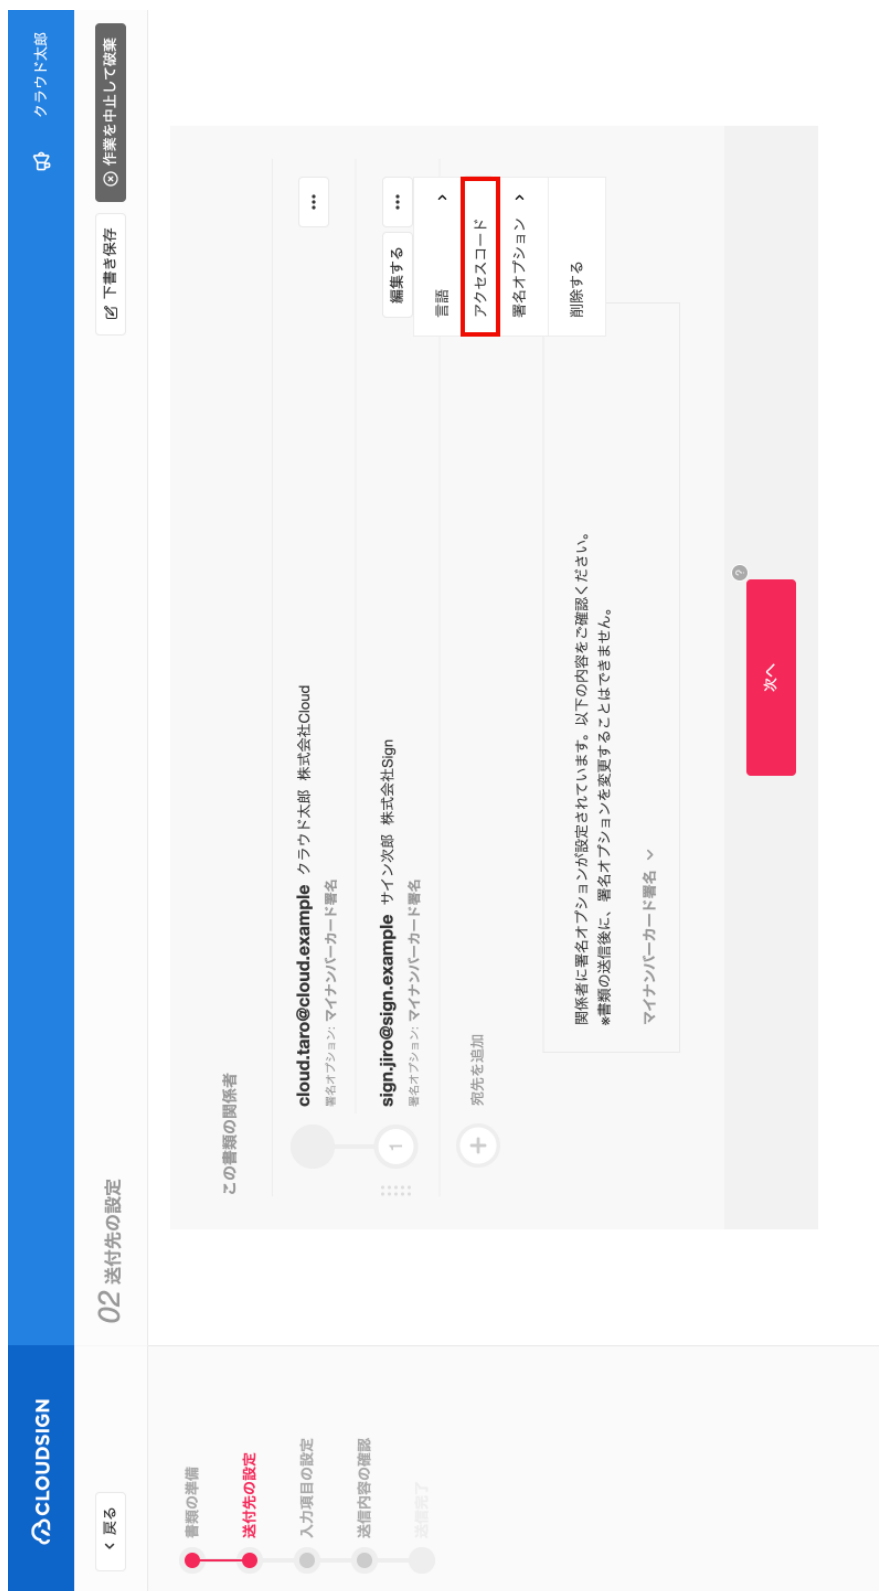 CLOUDSIGN
クラウド太郎
戻る
02 送付先の設定
下書き保存
作業を中止して破棄
書類の準備
送付先の設定
入力項目の設定
送信内容の確認
送信完了
この書類の関係者
cloud.taro@cloud.example クラウド太郎 株式会社Cloud
署名オプション: マイナンバーカード署名
1
sign.jiro@sign.example サイン次郎 株式会社Sign
署名オプション: マイナンバーカード署名
編集する
言語
アクセスコード
署名オプション
削除する
宛先を追加
関係者に署名オプションが設定されています。以下の内容をご確認ください。
※書類の送信後に、署名オプションを変更することはできません。
マイナンバーカード署名
次へ
?